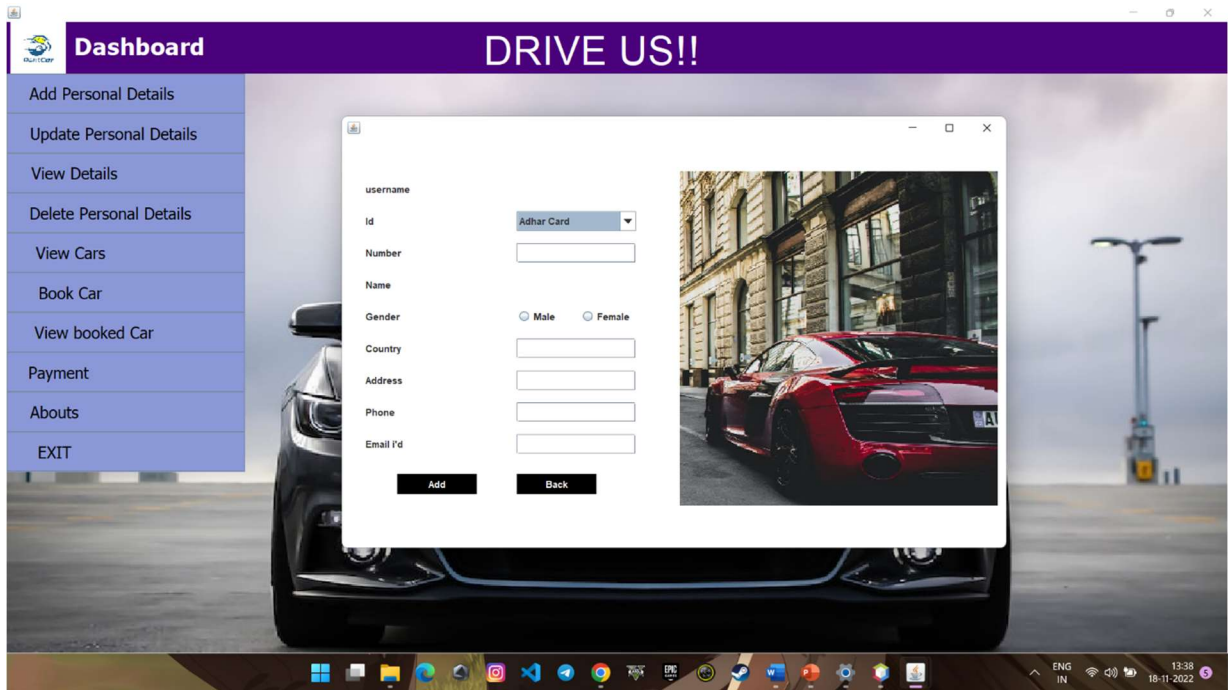 Dashboard
DRIVE US!!
Add Personal Details
Update Personal Details
View Details
Delete Personal Details
View Cars
Book Car
View booked Car
Payment
Abouts
EXIT
username
Id
Adhar Card
Number
Name
Gender
Male
Female
Country
Address
Phone
Email i'd
Add
Back
ENG
IN
13:38
18-11-2022
5